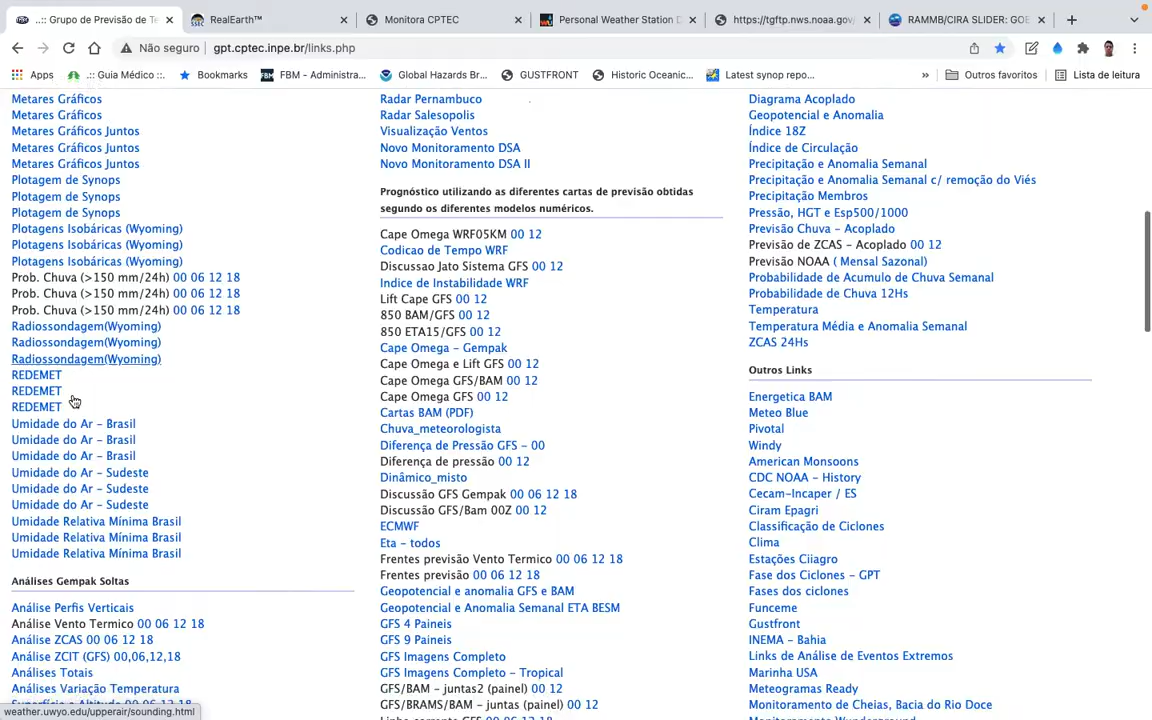 ..:: Grupo de Previsão de Te
RealEarth™
Monitora CPTEC
Personal Weather Station D
https://tgftp.nws.noaa.gov/
RAMMB/CIRA SLIDER: GOE
Não seguro
gpt.cptec.inpe.br/links.php
Apps
.:: Guia Médico ::.
Bookmarks
FBM - Administra...
Global Hazards Br...
GUSTFRONT
Historic Oceanic...
Latest synop repo...
»
Outros favoritos
Lista de leitura
Metares Gráficos
Metares Gráficos
Metares Gráficos Juntos
Metares Gráficos Juntos
Metares Gráficos Juntos
Plotagem de Synops
Plotagem de Synops
Plotagem de Synops
Plotagens Isobáricas (Wyoming)
Plotagens Isobáricas (Wyoming)
Plotagens Isobáricas (Wyoming)
Prob. Chuva (>150 mm/24h) 00 06 12 18
Prob. Chuva (>150 mm/24h) 00 06 12 18
Prob. Chuva (>150 mm/24h) 00 06 12 18
Radiossondagem(Wyoming)
Radiossondagem(Wyoming)
Radiossondagem(Wyoming)
REDEMET
REDEMET
REDEMET
Umidade do Ar - Brasil
Umidade do Ar - Brasil
Umidade do Ar - Brasil
Umidade do Ar - Sudeste
Umidade do Ar - Sudeste
Umidade do Ar - Sudeste
Umidade Relativa Mínima Brasil
Umidade Relativa Mínima Brasil
Umidade Relativa Mínima Brasil
Análises Gempak Soltas
Análise Perfis Verticais
Análise Vento Termico 00 06 12 18
Análise ZCAS 00 06 12 18
Análise ZCIT (GFS) 00,06,12,18
Análises Totais
Análises Variação Temperatura
weather.uwyo.edu/upperair/sounding.html
Radar Pernambuco
Radar Salesopolis
Visualização Ventos
Novo Monitoramento DSA
Novo Monitoramento DSA II
Prognóstico utilizando as diferentes cartas de previsão obtidas
segundo os diferentes modelos numéricos.
Cape Omega WRF05KM 00 12
Codicao de Tempo WRF
Discussao Jato Sistema GFS 00 12
Indice de Instabilidade WRF
Lift Cape GFS 00 12
850 BAM/GFS 00 12
850 ETA15/GFS 00 12
Cape Omega - Gempak
Cape Omega e Lift GFS 00 12
Cape Omega GFS/BAM 00 12
Cape Omega GFS 00 12
Cartas BAM (PDF)
Chuva_meteorologista
Diferença de Pressão GFS - 00
Diferença de pressão 00 12
Dinâmico_misto
Discussão GFS Gempak 00 06 12 18
Discussão GFS/Bam 00Z 00 12
ECMWF
Eta - todos
Frentes previsão Vento Termico 00 06 12 18
Frentes previsão 00 06 12 18
Geopotencial e anomalia GFS e BAM
Geopotencial e Anomalia Semanal ETA BESM
GFS 4 Paineis
GFS 9 Paineis
GFS Imagens Completo
GFS Imagens Completo - Tropical
GFS/BAM - juntas2 (painel) 00 12
GFS/BRAMS/BAM - juntas (painel) 00 12
Diagrama Acoplado
Geopotencial e Anomalia
Índice 18Z
Índice de Circulação
Precipitação e Anomalia Semanal
Precipitação e Anomalia Semanal c/ remoção do Viés
Precipitação Membros
Pressão, HGT e Esp500/1000
Previsão Chuva - Acoplado
Previsão de ZCAS - Acoplado 00 12
Previsão NOAA ( Mensal Sazonal)
Probabilidade de Acumulo de Chuva Semanal
Probabilidade de Chuva 12Hs
Temperatura
Temperatura Média e Anomalia Semanal
ZCAS 24Hs
Outros Links
Energetica BAM
Meteo Blue
Pivotal
Windy
American Monsoons
CDC NOAA - History
Cecam-Incaper / ES
Ciram Epagri
Classificação de Ciclones
Clima
Estações Ciiagro
Fase dos Ciclones - GPT
Fases dos ciclones
Funceme
Gustfront
INEMA - Bahia
Links de Análise de Eventos Extremos
Marinha USA
Meteogramas Ready
Monitoramento de Cheias, Bacia do Rio Doce